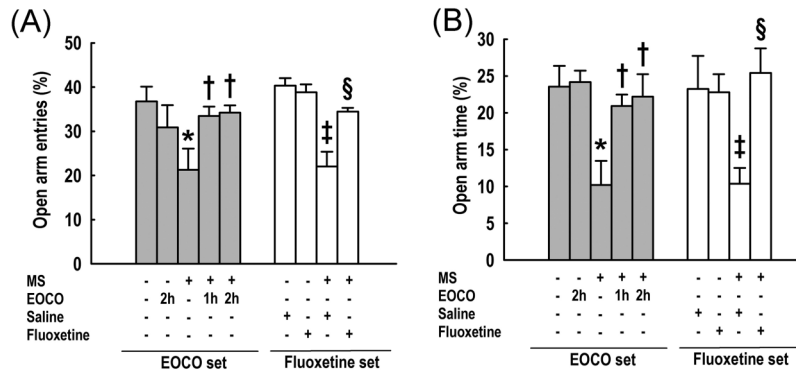 (A)
Open arm entries (%)
50
40
30
20
10
0
* † † ‡ §
MS - - + + + - - + +
EOCO - 2h - 1h 2h - - - -
Saline - - - - - + - + -
Fluoxetine - - - - - - + - +
EOCO set Fluoxetine set
(B)
Open arm time (%)
30
25
20
15
10
5
0
* † † ‡ §
MS - - + + + - - + +
EOCO - 2h - 1h 2h - - - -
Saline - - - - - + - + -
Fluoxetine - - - - - - + - +
EOCO set Fluoxetine set